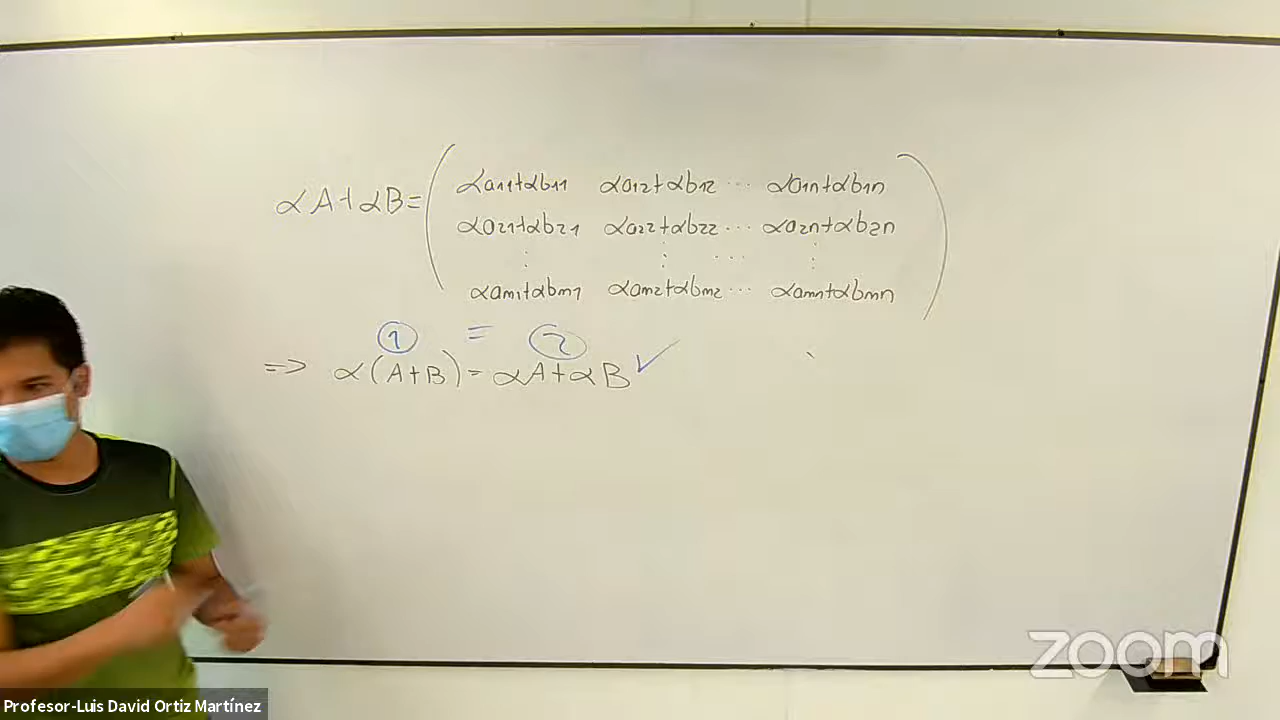 αA+αB=
αa11+αb11 αa12+αb12 ··· αa1n+αb1n
αa21+αb21 αa22+αb22 ··· αa2n+αb2n
⋮ ⋮ ··· ⋮
αam1+αbm1 αam2+αbm2 ··· αamn+αbmn
① = ②
=> α(A+B)=αA+αB ✓
zoom
Profesor-Luis David Ortíz Martínez